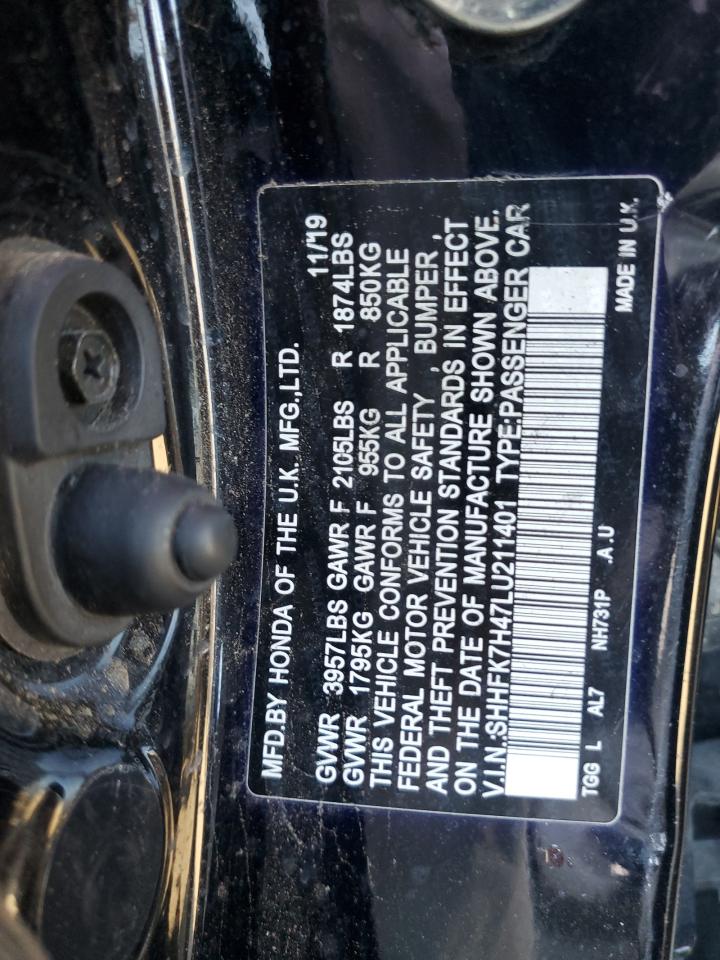 MFD.BY HONDA OF THE U.K. MFG.,LTD.
11/19
GVWR 3957LBS GAWR F 2105LBS R 1874LBS
GVWR 1795KG GAWR F 955KG R 850KG
THIS VEHICLE CONFORMS TO ALL APPLICABLE
FEDERAL MOTOR VEHICLE SAFETY , BUMPER ,
AND THEFT PREVENTION STANDARDS IN EFFECT
ON THE DATE OF MANUFACTURE SHOWN ABOVE.
V.I.N.:SHHFK7H47LU211401 TYPE:PASSENGER CAR
TGG L AL7 NH731P .A.U MADE IN U.K.